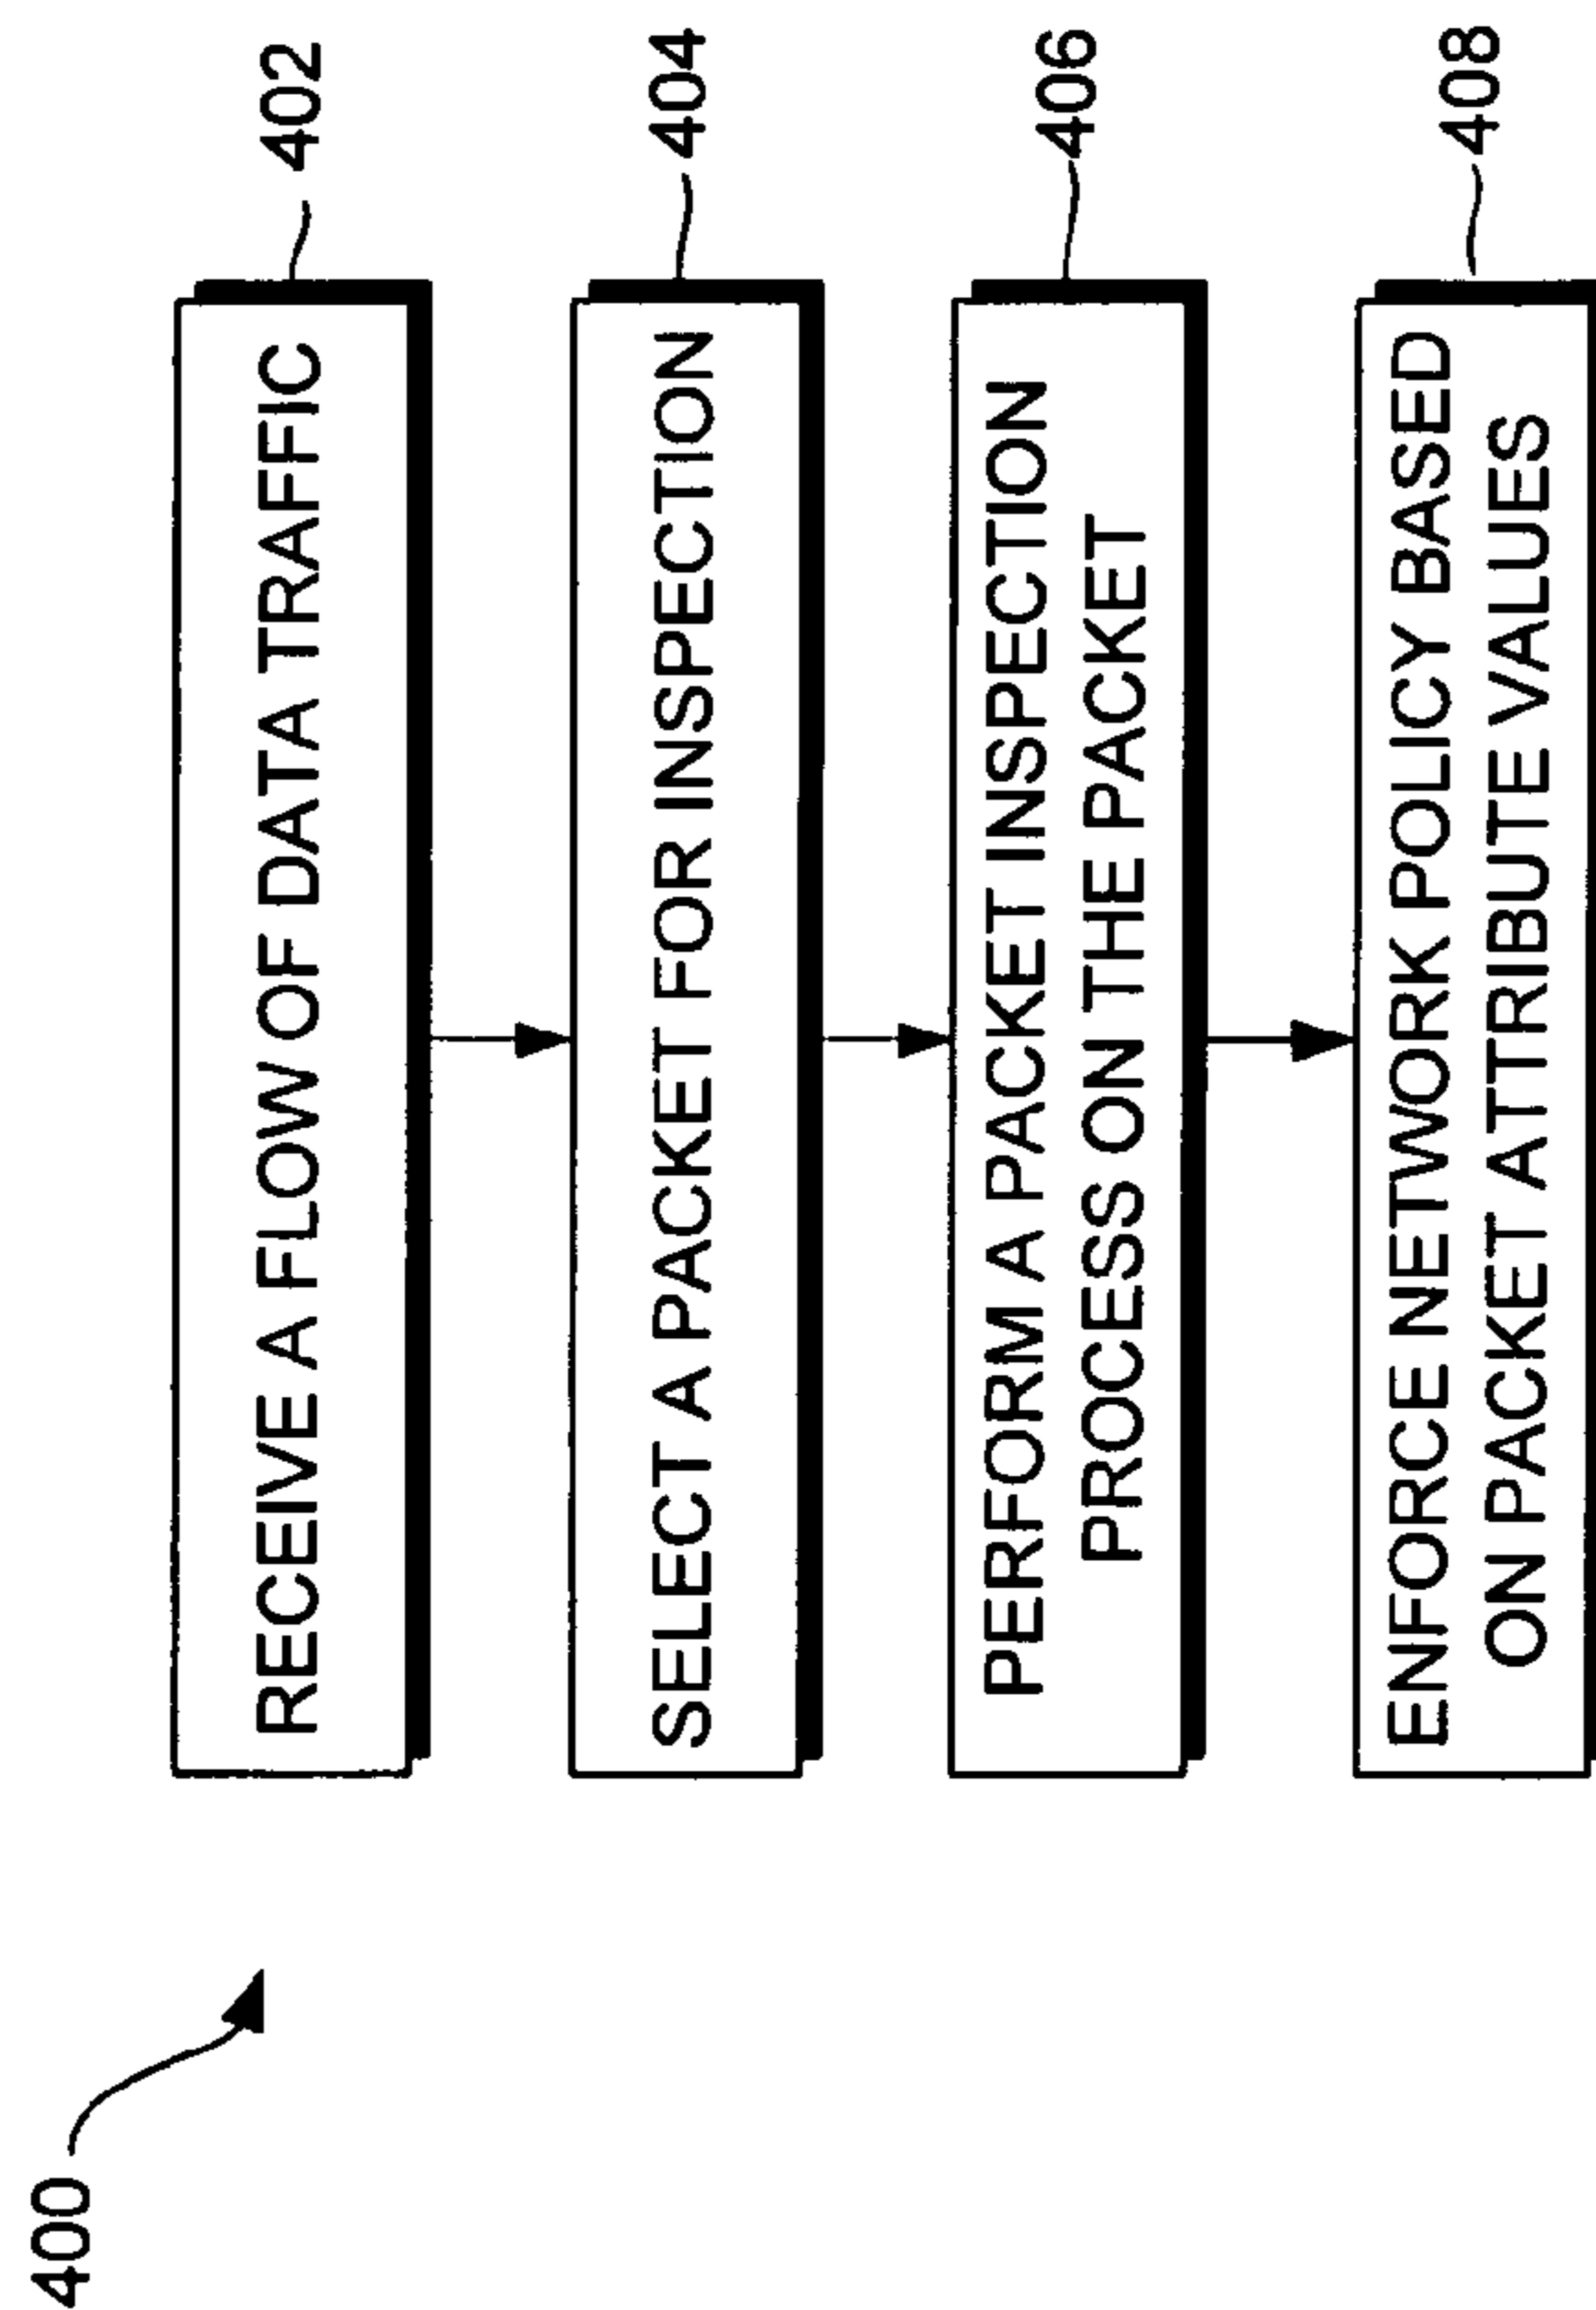 400
RECEIVE A FLOW OF DATA TRAFFIC
402
SELECT A PACKET FOR INSPECTION
404
PERFORM A PACKET INSPECTION
PROCESS ON THE PACKET
406
ENFORCE NETWORK POLICY BASED
ON PACKET ATTRIBUTE VALUES
408